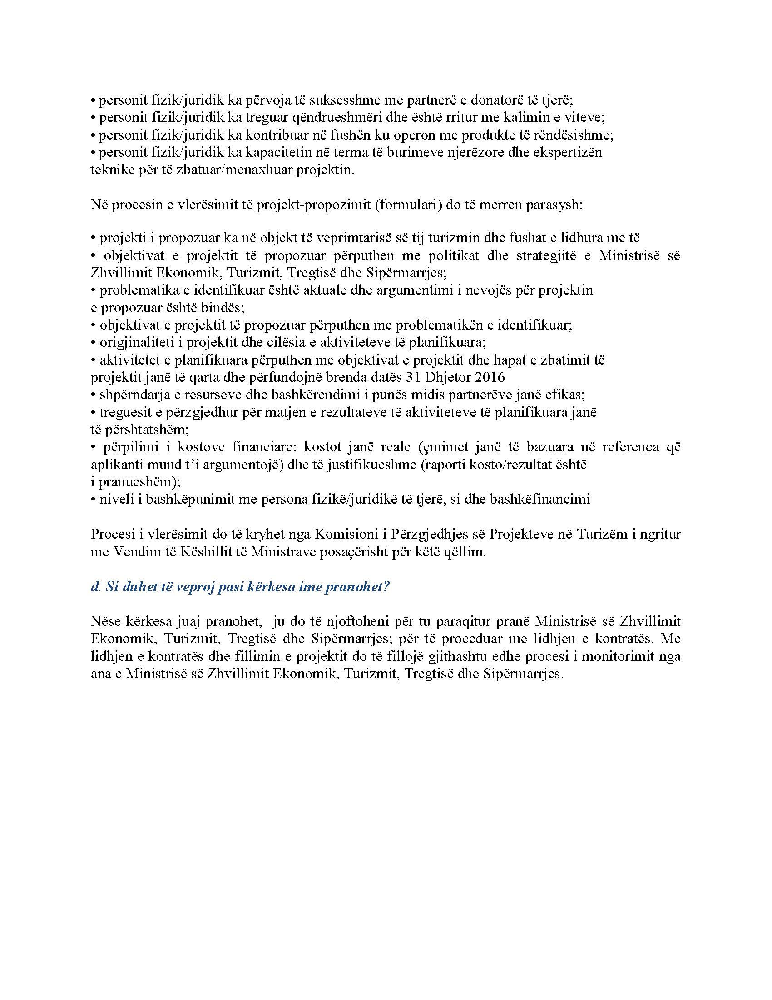 • personit fizik/juridik ka përvoja të suksesshme me partnerë e donatorë të tjerë;
• personit fizik/juridik ka treguar qëndrueshmëri dhe është rritur me kalimin e viteve;
• personit fizik/juridik ka kontribuar në fushën ku operon me produkte të rëndësishme;
• personit fizik/juridik ka kapacitetin në terma të burimeve njerëzore dhe ekspertizën
teknike për të zbatuar/menaxhuar projektin.
Në procesin e vlerësimit të projekt-propozimit (formulari) do të merren parasysh:
• projekti i propozuar ka në objekt të veprimtarisë së tij turizmin dhe fushat e lidhura me të
• objektivat e projektit të propozuar përputhen me politikat dhe strategjitë e Ministrisë së
Zhvillimit Ekonomik, Turizmit, Tregtisë dhe Sipërmarrjes;
• problematika e identifikuar është aktuale dhe argumentimi i nevojës për projektin
e propozuar është bindës;
• objektivat e projektit të propozuar përputhen me problematikën e identifikuar;
• origjinaliteti i projektit dhe cilësia e aktiviteteve të planifikuara;
• aktivitetet e planifikuara përputhen me objektivat e projektit dhe hapat e zbatimit të
projektit janë të qarta dhe përfundojnë brenda datës 31 Dhjetor 2016
• shpërndarja e resurseve dhe bashkërendimi i punës midis partnerëve janë efikas;
• treguesit e përzgjedhur për matjen e rezultateve të aktiviteteve të planifikuara janë
të përshtatshëm;
• përpilimi i kostove financiare: kostot janë reale (çmimet janë të bazuara në referenca që
aplikanti mund t’i argumentojë) dhe të justifikueshme (raporti kosto/rezultat është
i pranueshëm);
• niveli i bashkëpunimit me persona fizikë/juridikë të tjerë, si dhe bashkëfinancimi
Procesi i vlerësimit do të kryhet nga Komisioni i Përzgjedhjes së Projekteve në Turizëm i ngritur
me Vendim të Këshillit të Ministrave posaçërisht për këtë qëllim.
d. Si duhet të veproj pasi kërkesa ime pranohet?
Nëse kërkesa juaj pranohet, ju do të njoftoheni për tu paraqitur pranë Ministrisë së Zhvillimit
Ekonomik, Turizmit, Tregtisë dhe Sipërmarrjes; për të proceduar me lidhjen e kontratës. Me
lidhjen e kontratës dhe fillimin e projektit do të fillojë gjithashtu edhe procesi i monitorimit nga
ana e Ministrisë së Zhvillimit Ekonomik, Turizmit, Tregtisë dhe Sipërmarrjes.